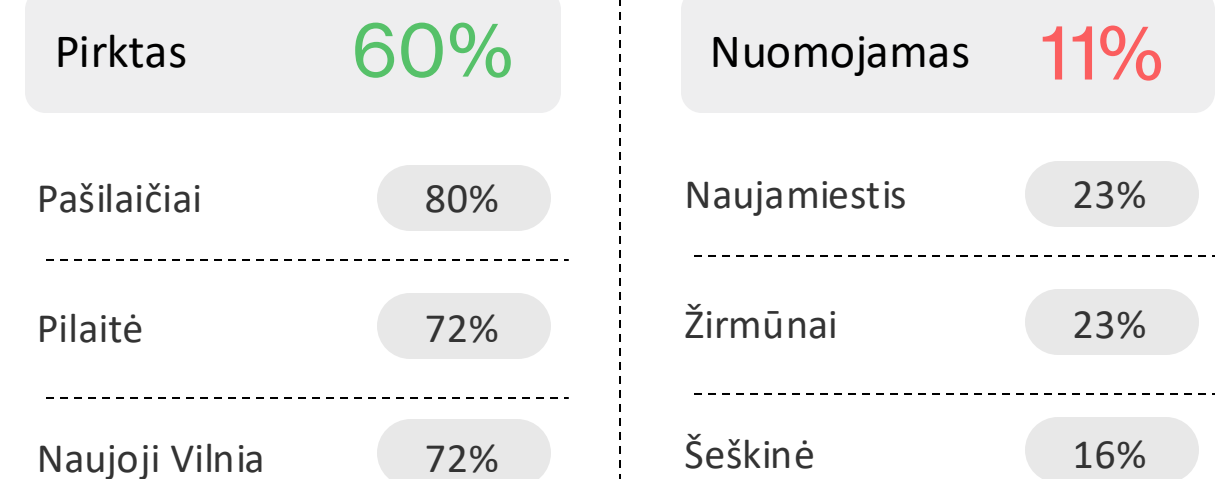 Pirktas 60%
Pašilaičiai 80%
Pilaitė 72%
Naujoji Vilnia 72%
Nuomojamas 11%
Naujamiestis 23%
Žirmūnai 23%
Šeškinė 16%